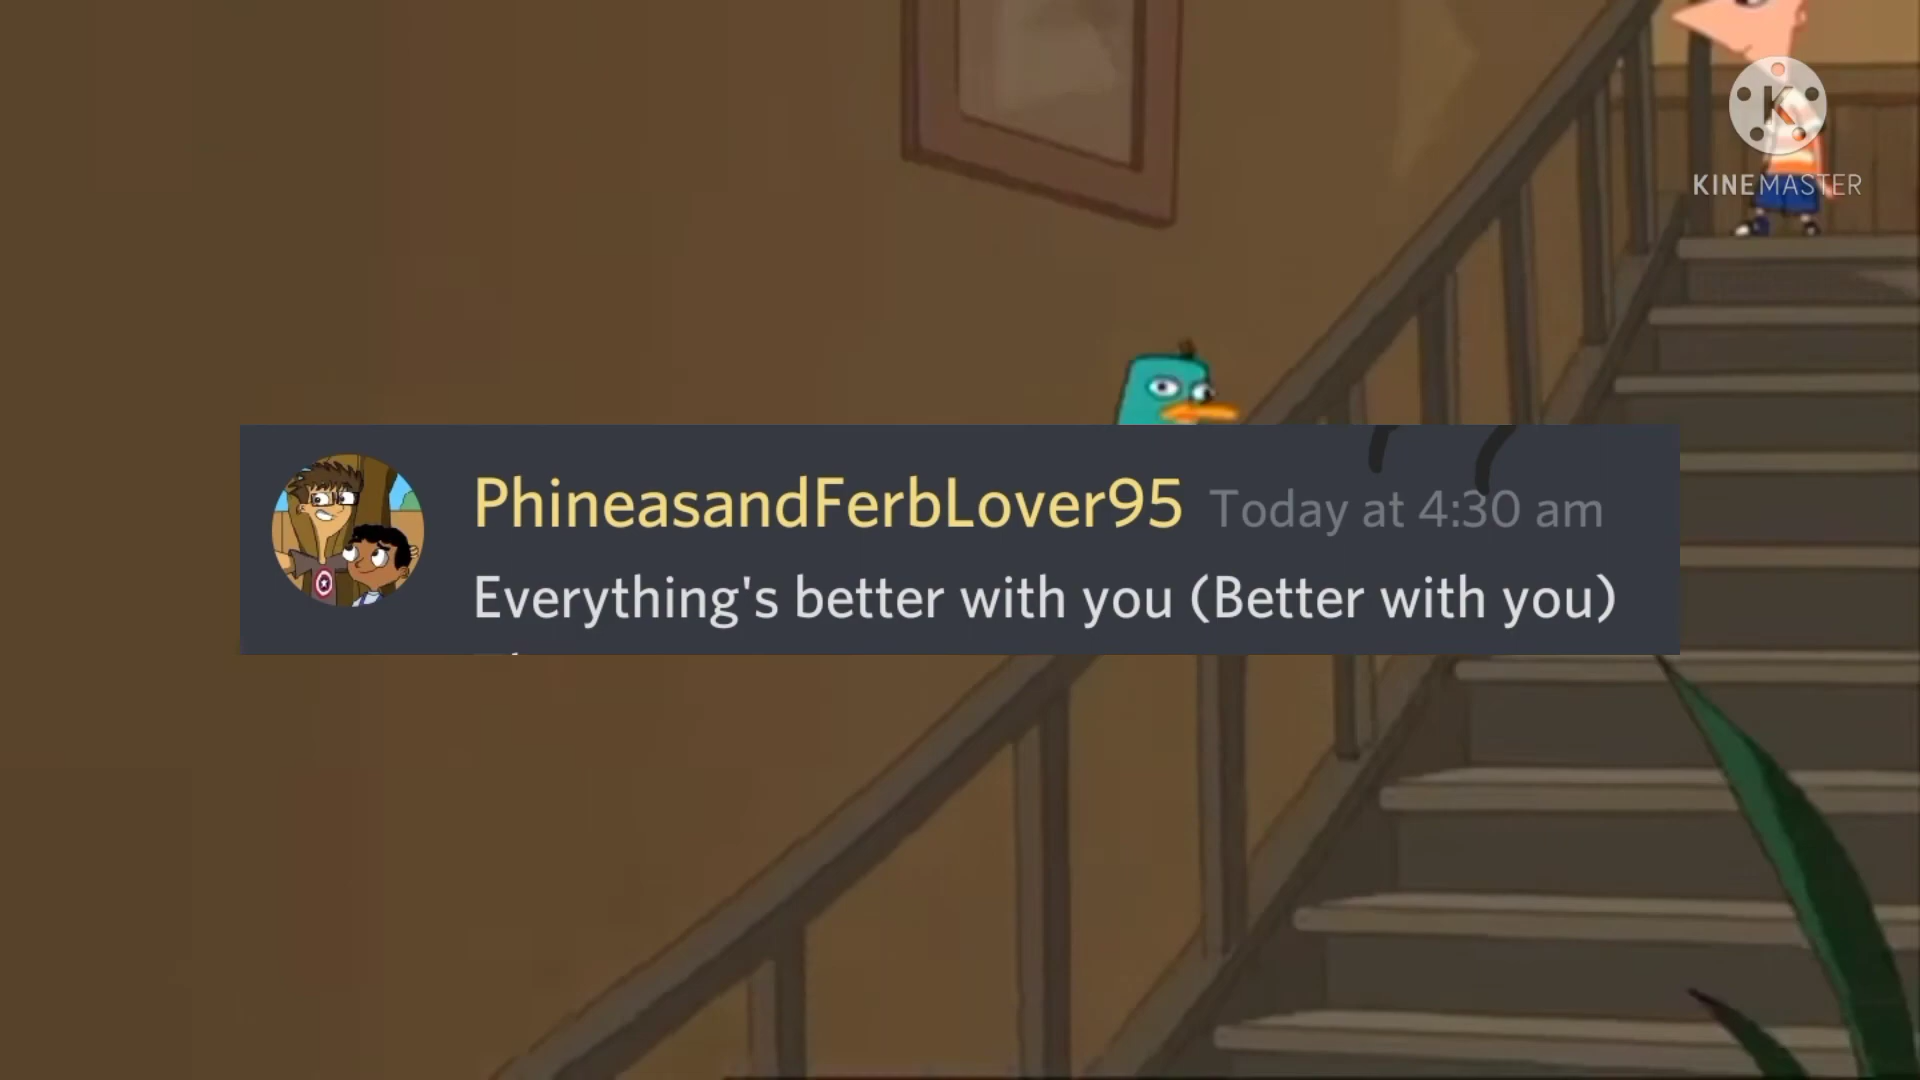 KINEMASTER
PhineasandFerbLover95 Today at 4:30 am
Everything's better with you (Better with you)